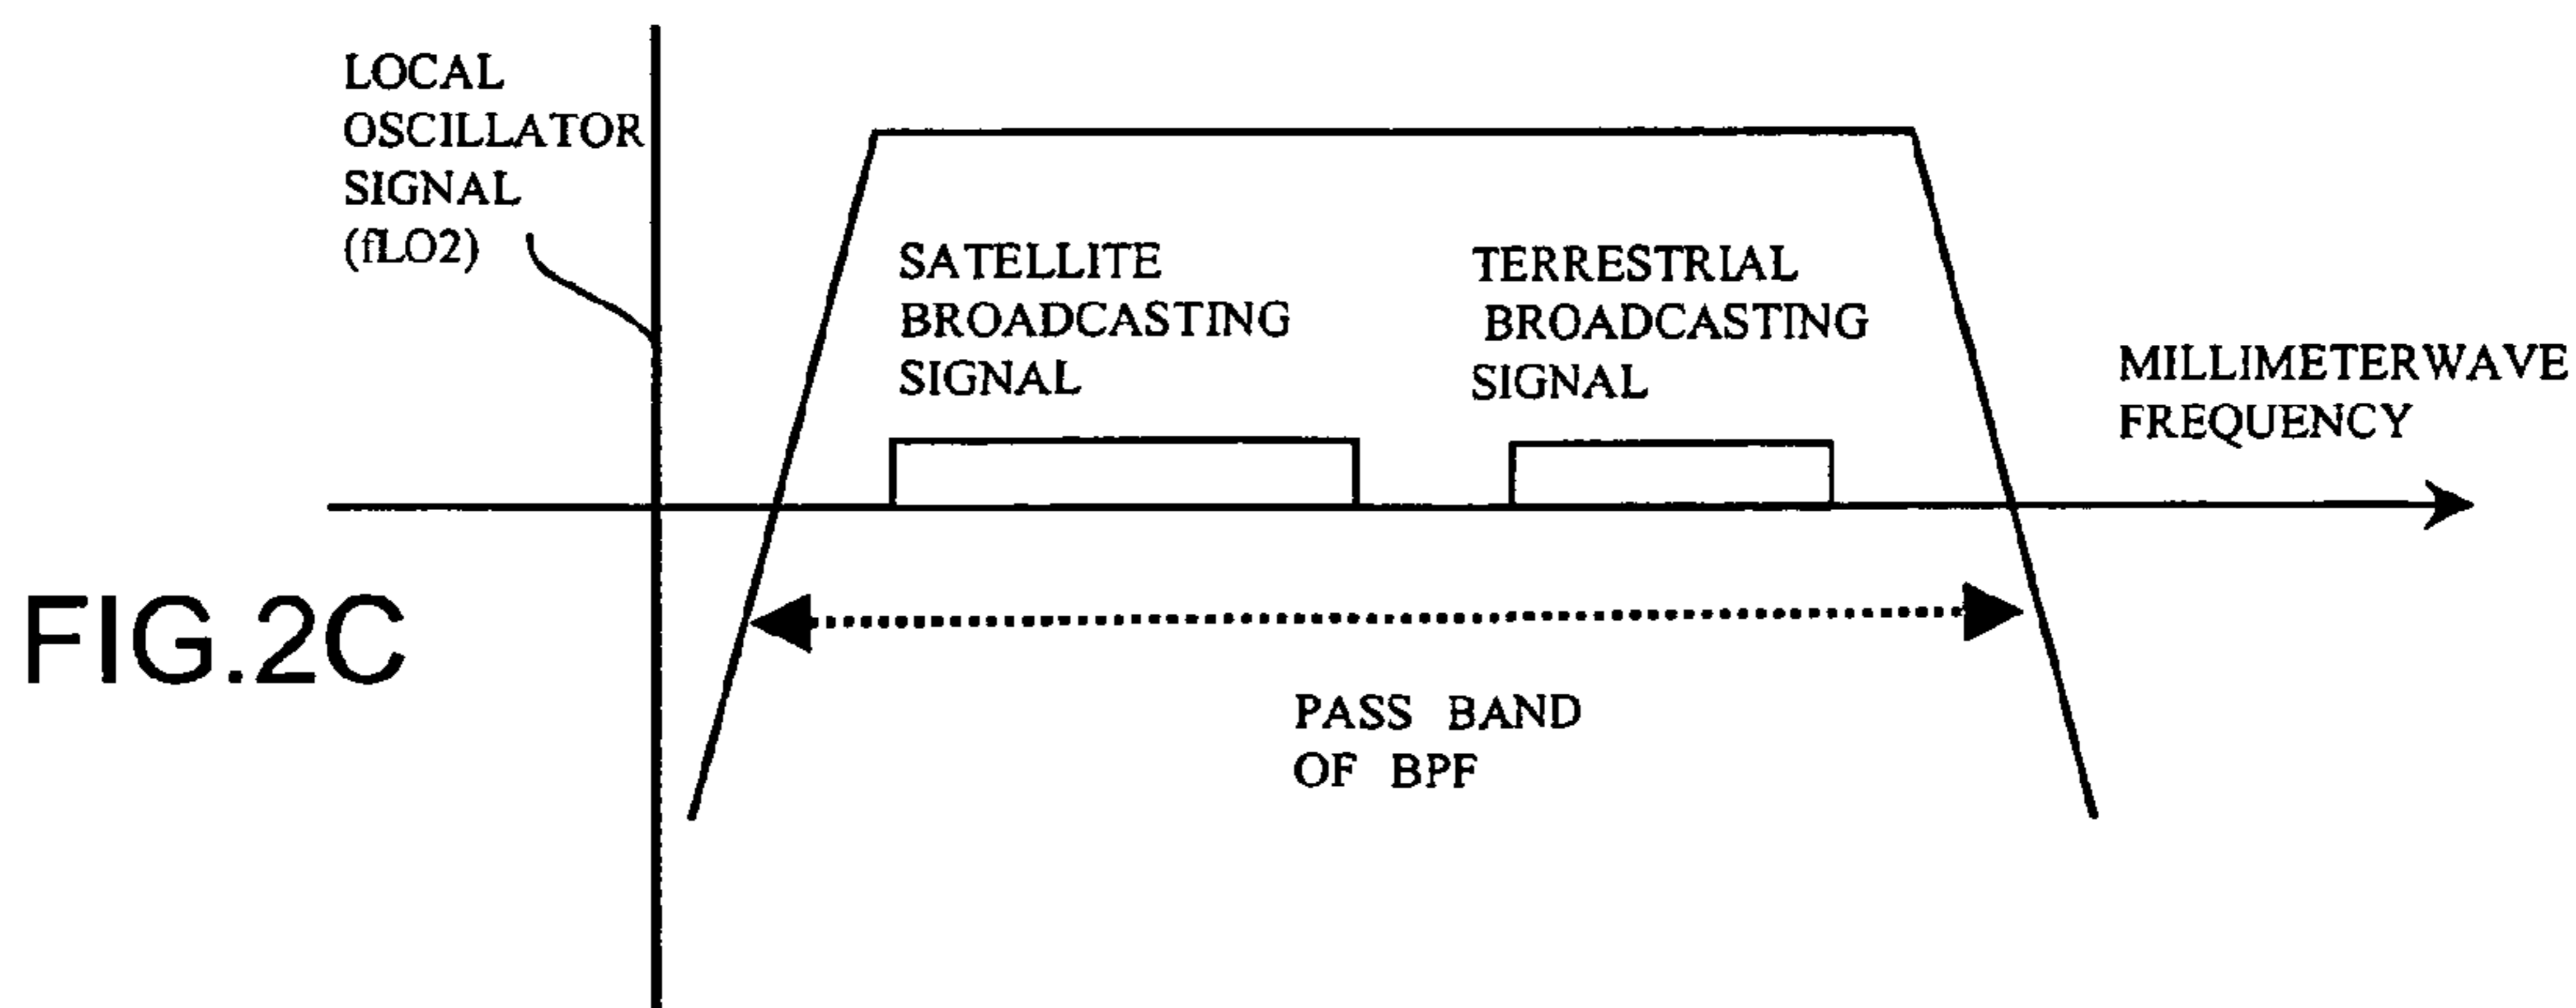 LOCAL
OSCILLATOR
SIGNAL
(fLO2)
SATELLITE
BROADCASTING
SIGNAL
TERRESTRIAL
BROADCASTING
SIGNAL
MILLIMETERWAVE
FREQUENCY
FIG.2C
PASS BAND
OF BPF